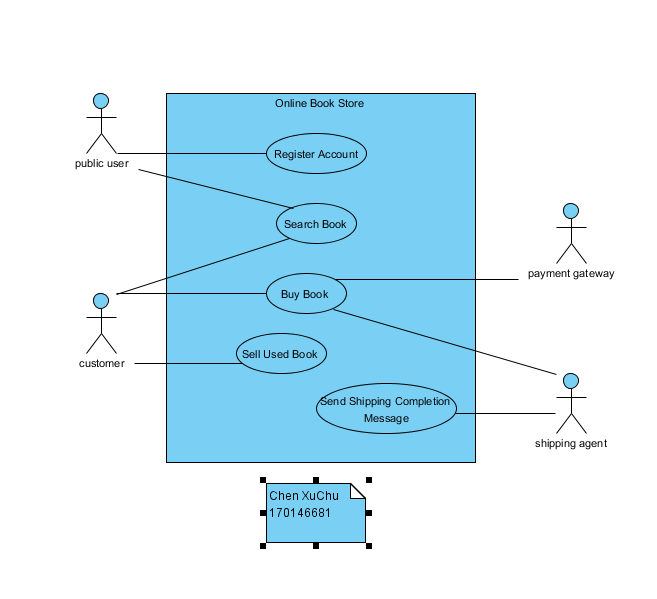 Online Book Store
public user
Register Account
Search Book
payment gateway
Buy Book
customer
Sell Used Book
Send Shipping Completion
Message
shipping agent
Chen XuChu
170146681